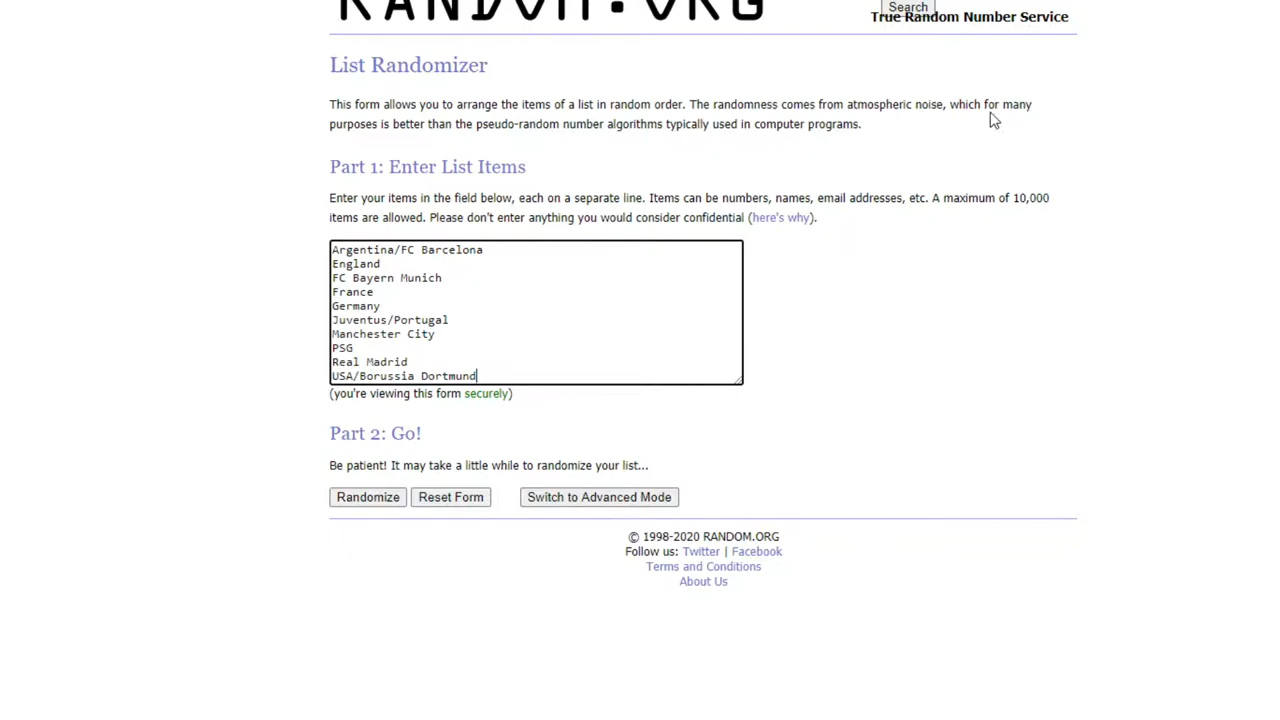 RANDOM.ORG
Search
True Random Number Service
List Randomizer
This form allows you to arrange the items of a list in random order. The randomness comes from atmospheric noise, which for many
purposes is better than the pseudo-random number algorithms typically used in computer programs.
Part 1: Enter List Items
Enter your items in the field below, each on a separate line. Items can be numbers, names, email addresses, etc. A maximum of 10,000
items are allowed. Please don't enter anything you would consider confidential (here's why).
Argentina/FC Barcelona
England
FC Bayern Munich
France
Germany
Juventus/Portugal
Manchester City
PSG
Real Madrid
USA/Borussia Dortmund
(you're viewing this form securely)
Part 2: Go!
Be patient! It may take a little while to randomize your list...
Randomize Reset Form Switch to Advanced Mode
© 1998-2020 RANDOM.ORG
Follow us: Twitter | Facebook
Terms and Conditions
About Us